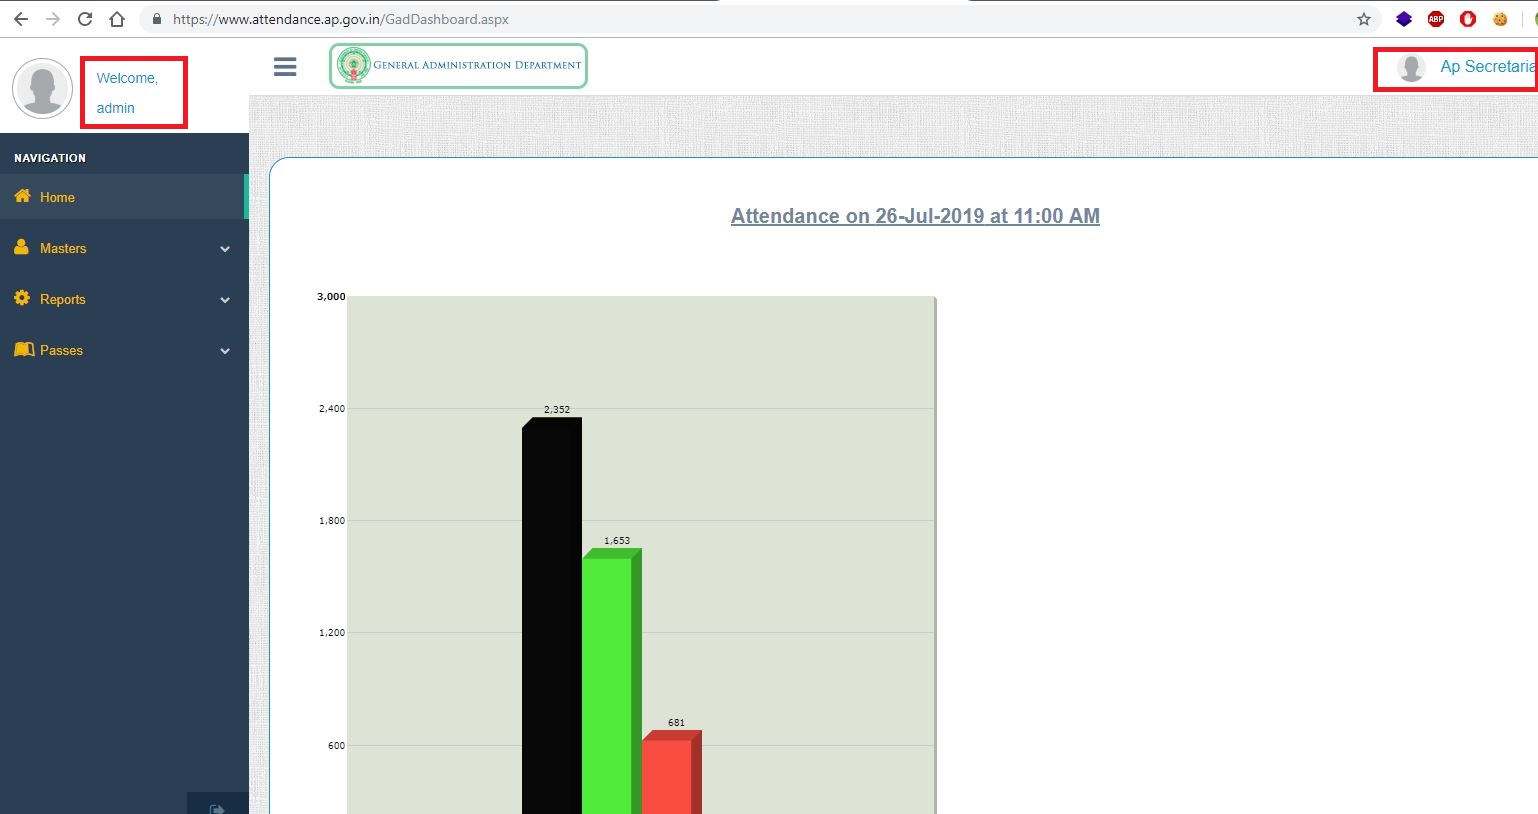 https://www.attendance.ap.gov.in/GadDashboard.aspx
ABP
Welcome,
admin
GENERAL ADMINISTRATION DEPARTMENT
Ap Secretaria
NAVIGATION
Home
Masters
Reports
Passes
Attendance on 26-Jul-2019 at 11:00 AM
3,000
2,400
2,352
1,800
1,653
1,200
681
600